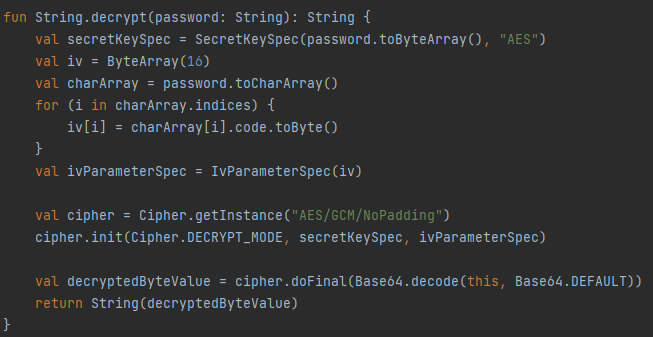 fun String.decrypt(password: String): String {
    val secretKeySpec = SecretKeySpec(password.toByteArray(), "AES")
    val iv = ByteArray(16)
    val charArray = password.toCharArray()
    for (i in charArray.indices) {
        iv[i] = charArray[i].code.toByte()
    }
    val ivParameterSpec = IvParameterSpec(iv)

    val cipher = Cipher.getInstance("AES/GCM/NoPadding")
    cipher.init(Cipher.DECRYPT_MODE, secretKeySpec, ivParameterSpec)

    val decryptedByteValue = cipher.doFinal(Base64.decode(this, Base64.DEFAULT))
    return String(decryptedByteValue)
}